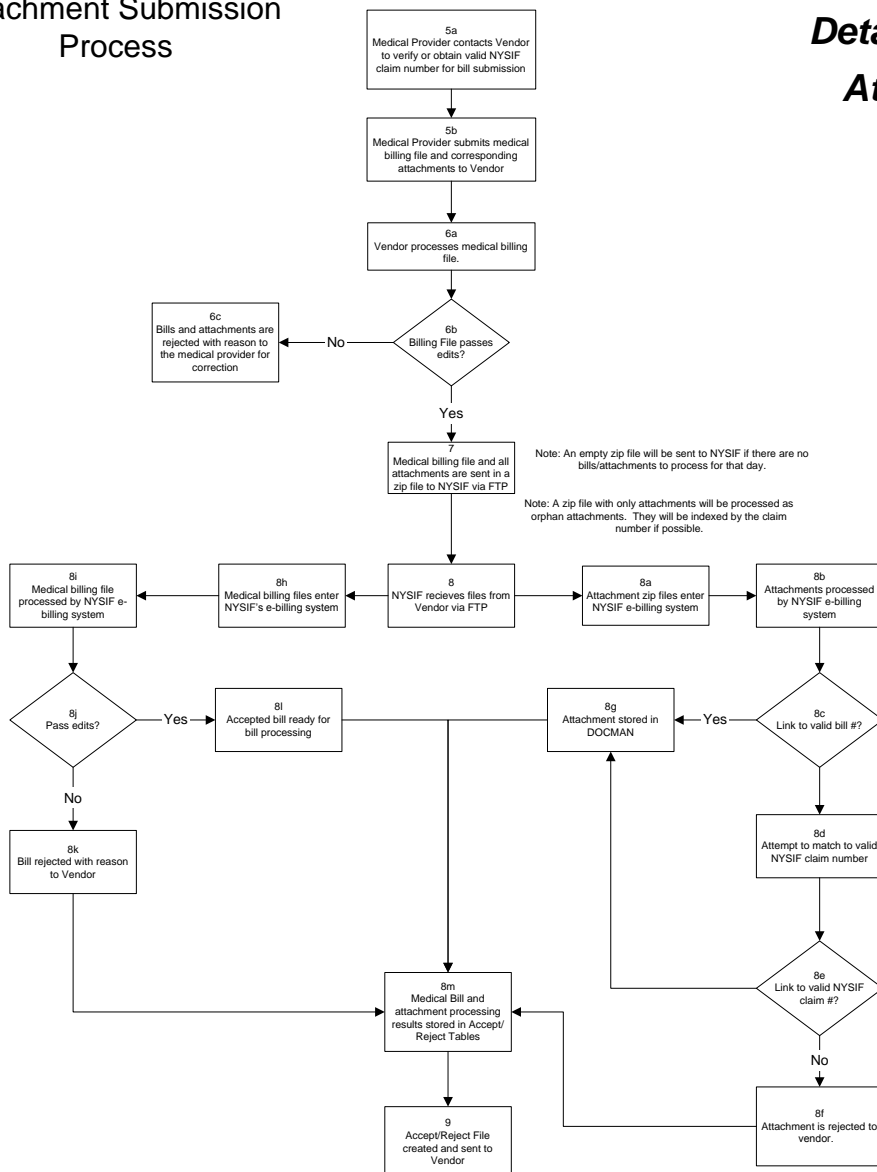 Submission
Process
Deta
At
5a
Medical Provider contacts Vendor
to verify or obtain valid NYSIF
claim number for bill submission
5b
Medical Provider submits medical
billing file and corresponding
attachments to Vendor
6a
Vendor processes medical billing
file.
6c
Bills and attachments are
rejected with reason to
the medical provider for
correction
No
6b
Billing File passes
edits?
Yes
7
Medical billing file and all
attachments are sent in a
zip file to NYSIF via FTP
Note: An empty zip file will be sent to NYSIF if there are no
bills/attachments to process for that day.
Note: A zip file with only attachments will be processed as
orphan attachments. They will be indexed by the claim
number if possible.
8i
Medical billing file
processed by NYSIF e-
billing system
8h
Medical billing files enter
NYSIF's e-billing system
8
NYSIF recieves files from
Vendor via FTP
8a
Attachment zip files enter
NYSIF e-billing system
8b
Attachments processed
by NYSIF e-billing
system
8j
Pass edits?
Yes
8l
Accepted bill ready for
bill processing
8g
Attachment stored in
DOCMAN
Yes
8c
Link to valid bill #?
No
8k
Bill rejected with reason
to Vendor
8d
Attempt to match to valid
NYSIF claim number
8e
Link to valid NYSIF
claim #?
8m
Medical Bill and
attachment processing
results stored in Accept/
Reject Tables
No
8f
Attachment is rejected to
vendor.
9
Accept/Reject File
created and sent to
Vendor